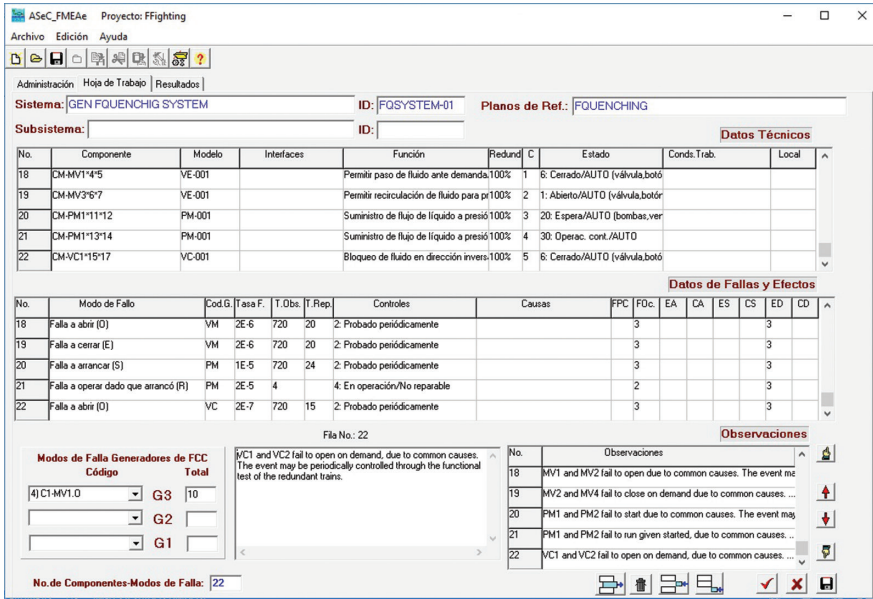 ASeC_FMEAe Proyecto: FFighting
Archivo Edición Ayuda
Administración Hoja de Trabajo Resultados
Sistema: GEN FQUENCHIG SYSTEM ID: FQSYSTEM-01 Planos de Ref.: FQUENCHING
Subsistema: ID:
Datos Técnicos
No. Componente Modelo Interfaces Función Redund C Estado Conds.Trab. Local
18 CM-MV1*4*5 VE-001 Permitir paso de fluido ante demanda. 100% 1 6: Cerrado/AUTO (válvula,botó
19 CM-MV3*6*7 VE-001 Permitir recirculación de fluido para pr 100% 2 1: Abierto/AUTO (válvula,botór
20 CM-PM1*11*12 PM-001 Suministro de flujo de líquido a presió 100% 3 20: Espera/AUTO (bombas,ver
21 CM-PM1*13*14 PM-001 Suministro de flujo de líquido a presió 100% 4 30: Operac. cont./AUTO
22 CM-VC1*15*17 VC-001 Bloqueo de fluido en dirección invers 100% 5 6: Cerrado/AUTO (válvula,botó
Datos de Fallas y Efectos
No. Modo de Fallo Cod.G. Tasa F. T.Obs. T.Rep. Controles Causas FPC FOc. EA CA ES CS ED CD
18 Falla a abrir (O) VM 2E-6 720 20 2: Probado periódicamente 3 3
19 Falla a cerrar (E) VM 2E-6 720 20 2: Probado periódicamente 3 3
20 Falla a arrancar (S) PM 1E-5 720 24 2: Probado periódicamente 3 3
21 Falla a operar dado que arrancó (R) PM 2E-5 4 4: En operación/No reparable 2 3
22 Falla a abrir (O) VC 2E-7 720 15 2: Probado periódicamente 3 3
Fila No.: 22
Observaciones
Modos de Falla Generadores de FCC
Código Total
4) C1-MV1.O G3 10
G2
G1
VC1 and VC2 fail to open on demand, due to common causes.
The event may be periodically controlled through the functional
test of the redundant trains.
No. Observaciones
18 MV1 and MV2 fail to open due to common causes. The event ma
19 MV2 and MV4 fail to close on demand due to common causes. ...
20 PM1 and PM2 fail to start due to common causes. The event may
21 PM1 and PM2 fail to run given started, due to common causes. ..
22 VC1 and VC2 fail to open on demand, due to common causes. ...
No.de Componentes-Modos de Falla: 22